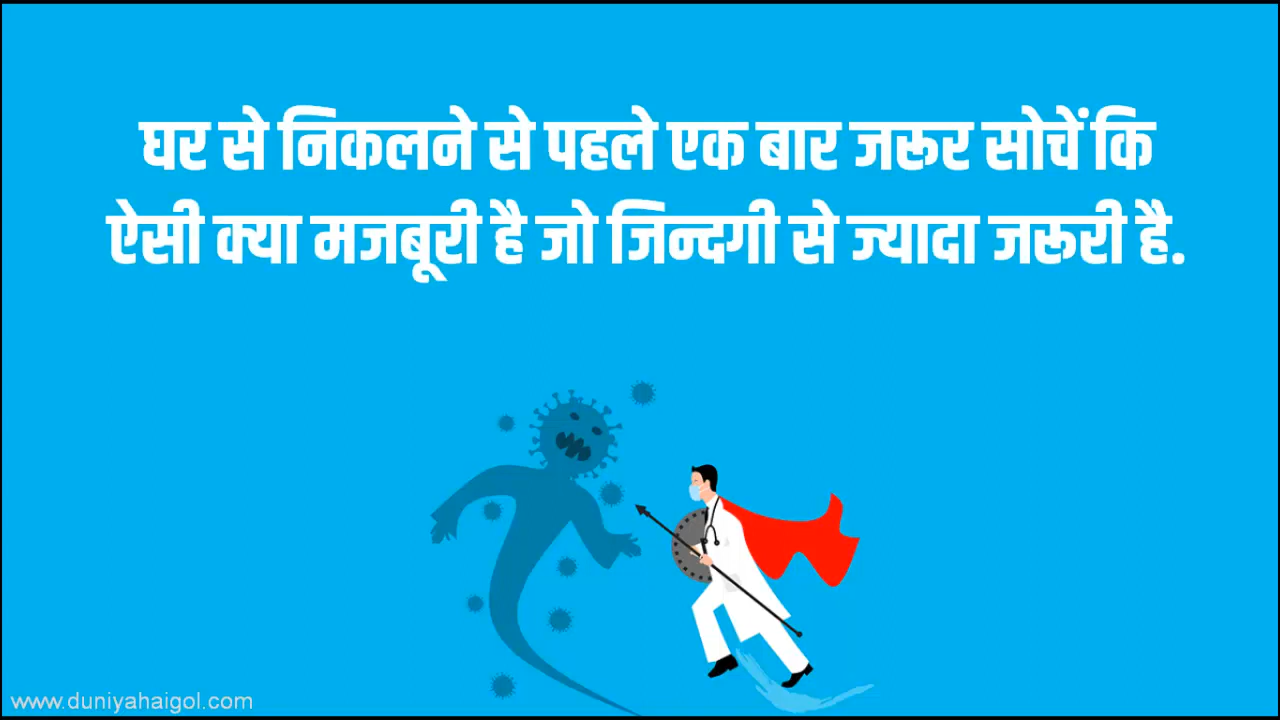 घर से निकलने से पहले एक बार जरूर सोचें कि
ऐसी क्या मजबूरी है जो जिन्दगी से ज्यादा जरूरी है.
www.duniyahaigol.com